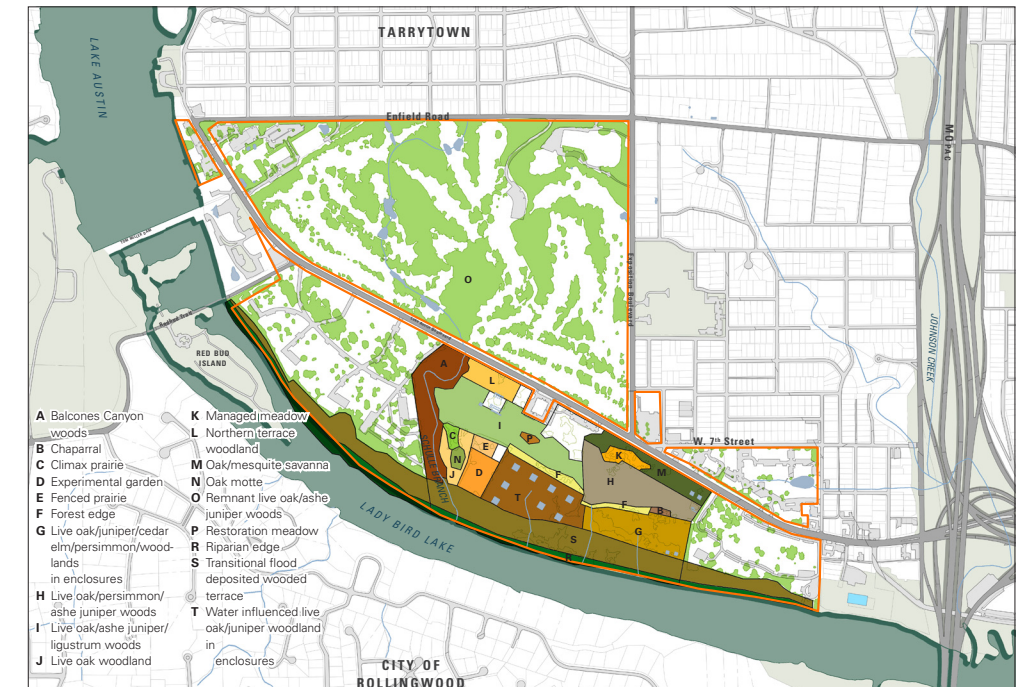 TARRYTOWN
LAKE AUSTIN
Enfield Road
MOPAC
Exposition Boulevard
O
Redbud Trail
RED BUD
ISLAND
JOHNSON CREEK
A
L
I
C
P
E
N
K
W. 7th Street
M
J
D
F
H
T
F
B
G
S
R
SCHULLE BRANCH
LADY BIRD LAKE
A Balcones Canyon
woods
B Chaparral
C Climax prairie
D Experimental garden
E Fenced prairie
F Forest edge
G Live oak/juniper/cedar
elm/persimmon/wood-
lands
in enclosures
H Live oak/persimmon/
ashe juniper woods
I Live oak/ashe juniper/
ligustrum woods
J Live oak woodland
K Managed meadow
L Northern terrace
woodland
M Oak/mesquite savanna
N Oak motte
O Remnant live oak/ashe
juniper woods
P Restoration meadow
R Riparian edge
S Transitional flood
deposited wooded
terrace
T Water influenced live
oak/juniper woodland
in
enclosures
CITY OF
ROLLINGWOOD